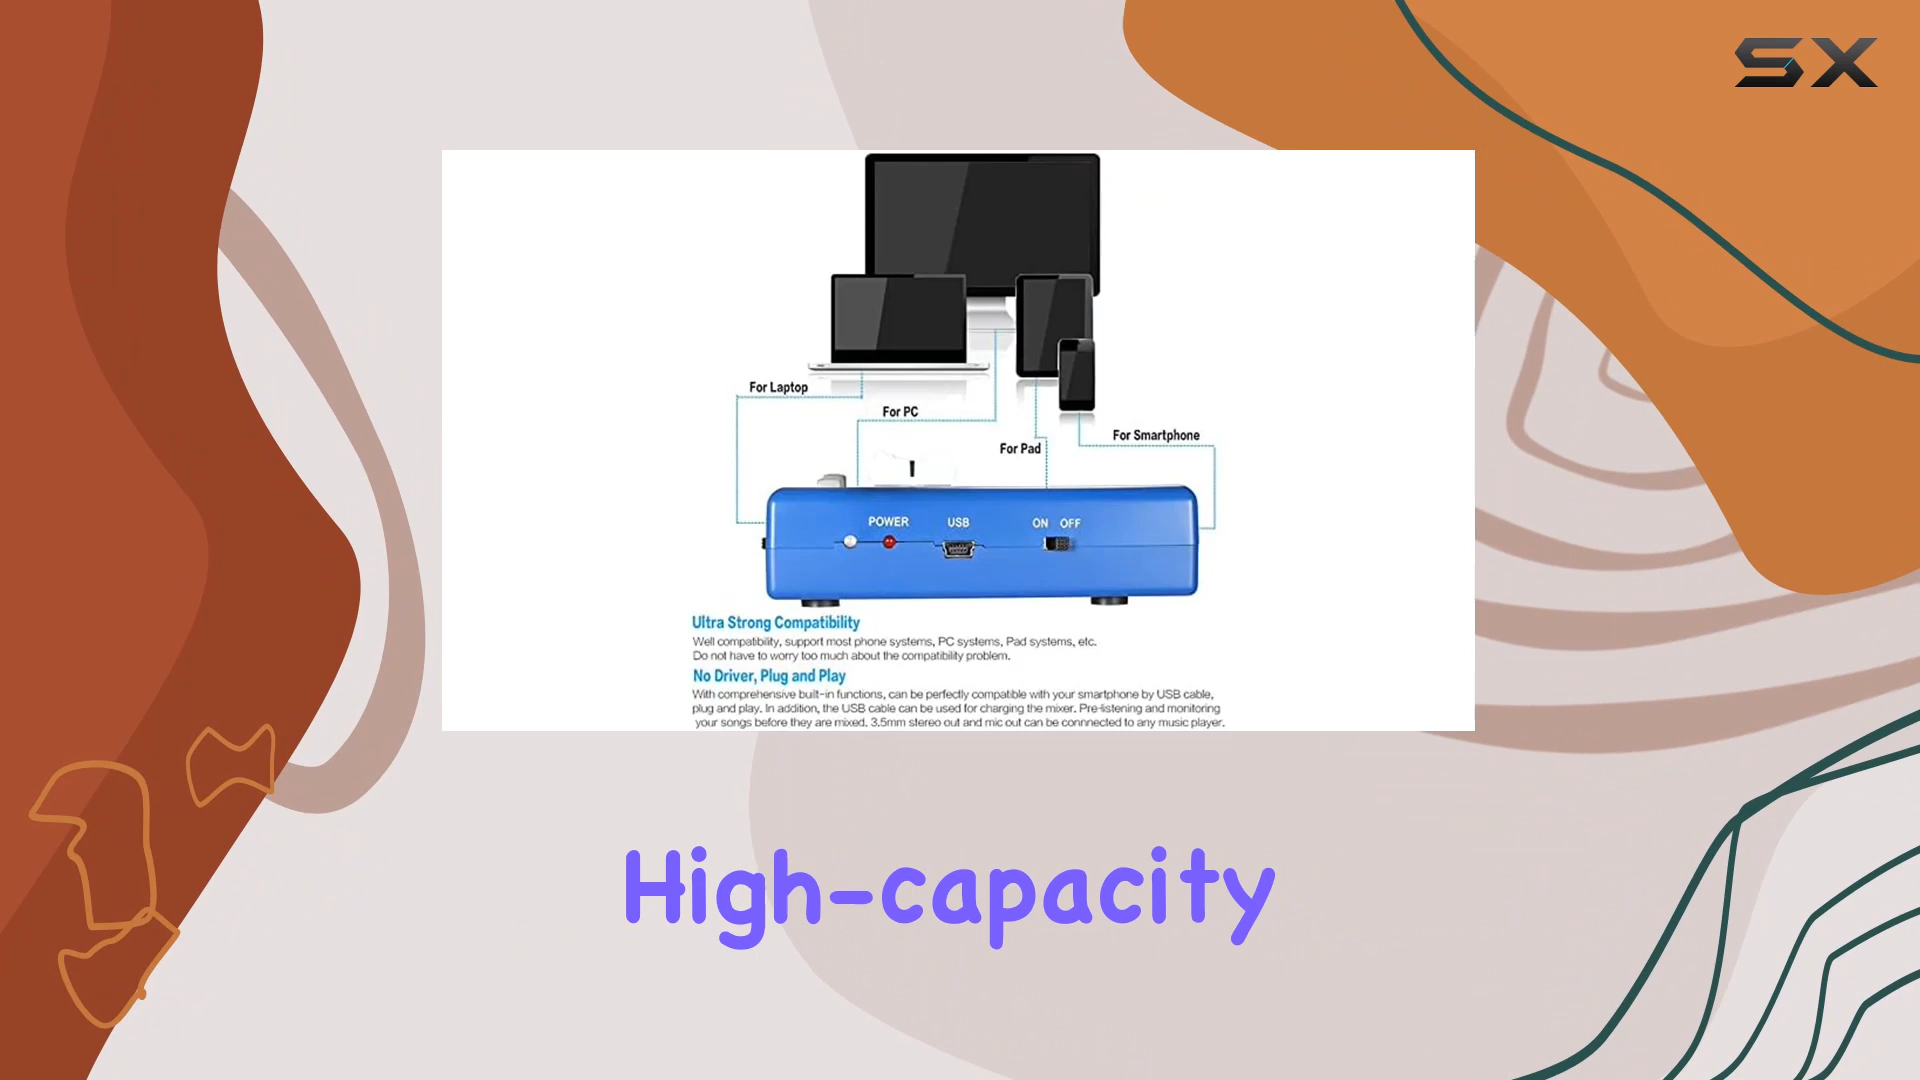 SX
For Laptop
For PC
For Pad
For Smartphone
POWER USB ON OFF
Ultra Strong Compatibility
Well compatibility, support most phone systems, PC systems, Pad systems, etc.
Do not have to worry too much about the compatibility problem.
No Driver, Plug and Play
With comprehensive built-in functions, can be perfectly compatible with your smartphone by USB cable,
plug and play. In addition, the USB cable can be used for charging the mixer. Pre-listening and monitoring
your songs before they are mixed. 3.5mm stereo out and mic out can be connnected to any music player.
High-capacity